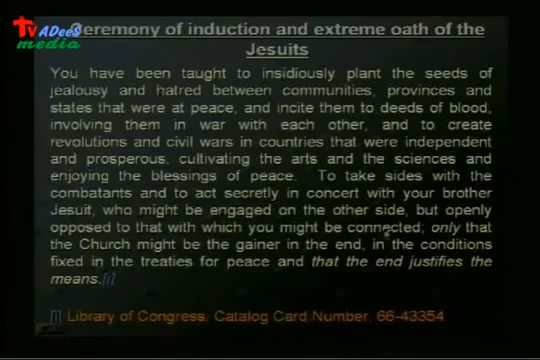 TV ADeeS
media
Ceremony of induction and extreme oath of the
Jesuits
You have been taught to insidiously plant the seeds of
jealousy and hatred between communities, provinces and
states that were at peace, and incite them to deeds of blood,
involving them in war with each other, and to create
revolutions and civil wars in countries that were independent
and prosperous, cultivating the arts and the sciences and
enjoying the blessings of peace. To take sides with the
combatants and to act secretly in concert with your brother
Jesuit, who might be engaged on the other side, but openly
opposed to that with which you might be connected; only that
the Church might be the gainer in the end, in the conditions
fixed in the treaties for peace and that the end justifies the
means.[i]
[i] Library of Congress, Catalog Card Number, 66-43354